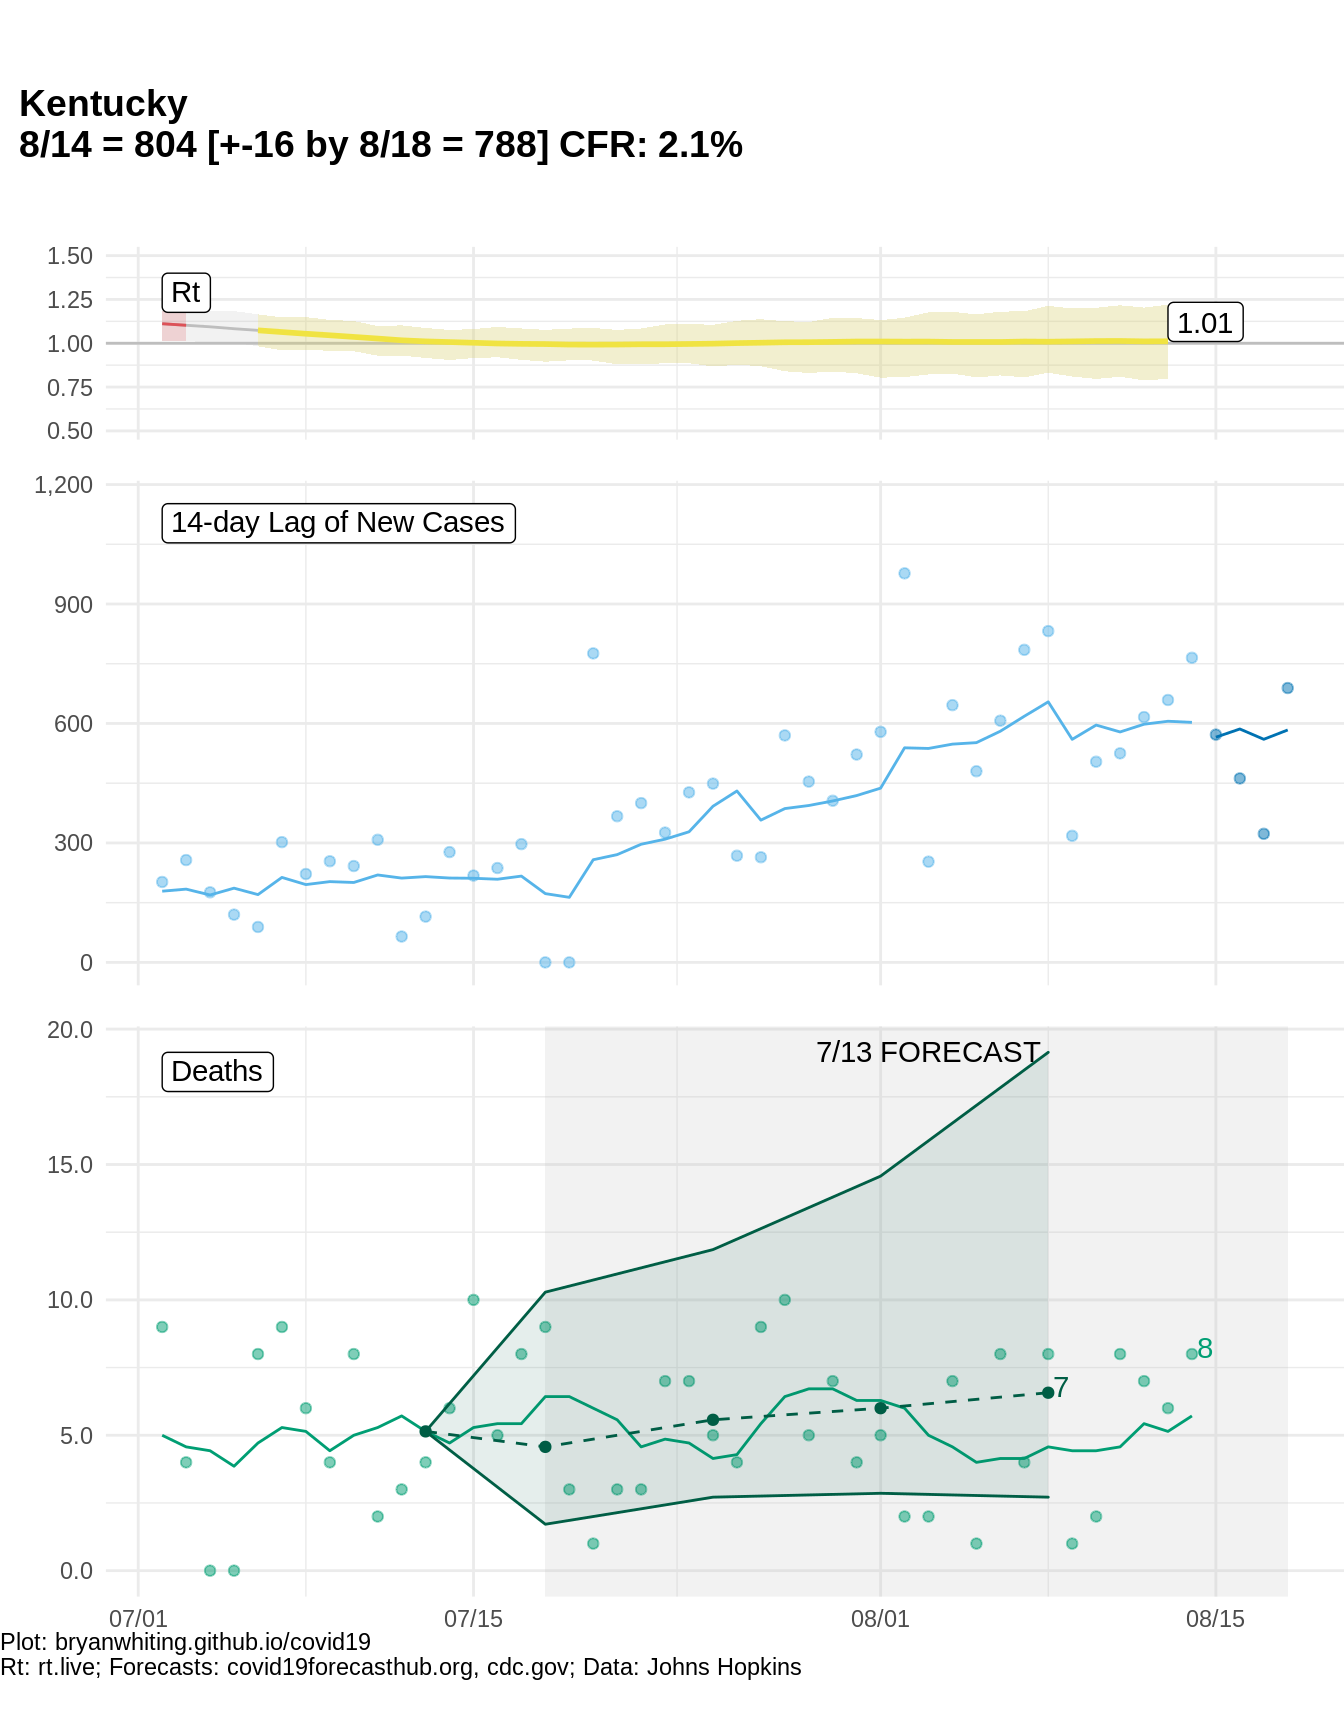 Kentucky
8/14 = 804 [+-16 by 8/18 = 788] CFR: 2.1%
1.50
1.25
1.00
0.75
0.50
Rt
1.01
1,200
900
600
300
0
14-day Lag of New Cases
20.0
15.0
10.0
5.0
0.0
Deaths
7/13 FORECAST
8
7
07/01 07/15 08/01 08/15
Plot: bryanwhiting.github.io/covid19
Rt: rt.live; Forecasts: covid19forecasthub.org, cdc.gov; Data: Johns Hopkins